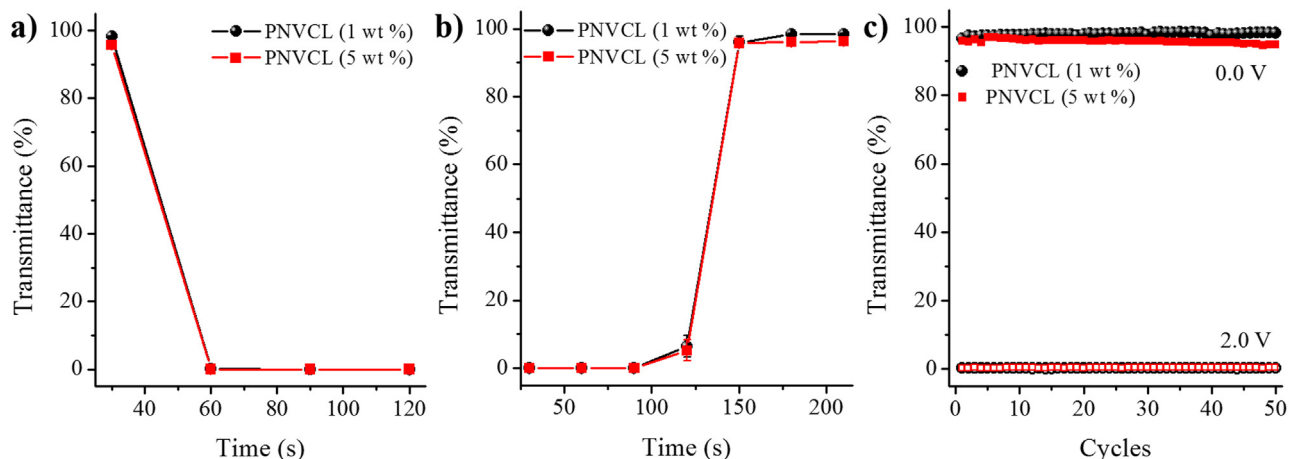 a)
PNVCL (1 wt %)
PNVCL (5 wt %)
100
80
60
40
20
0
Transmittance (%)
40 60 80 100 120
Time (s)
b)
PNVCL (1 wt %)
PNVCL (5 wt %)
100
80
60
40
20
0
Transmittance (%)
50 100 150 200
Time (s)
c)
PNVCL (1 wt %)
PNVCL (5 wt %)
0.0 V
2.0 V
100
80
60
40
20
0
Transmittance (%)
0 10 20 30 40 50
Cycles